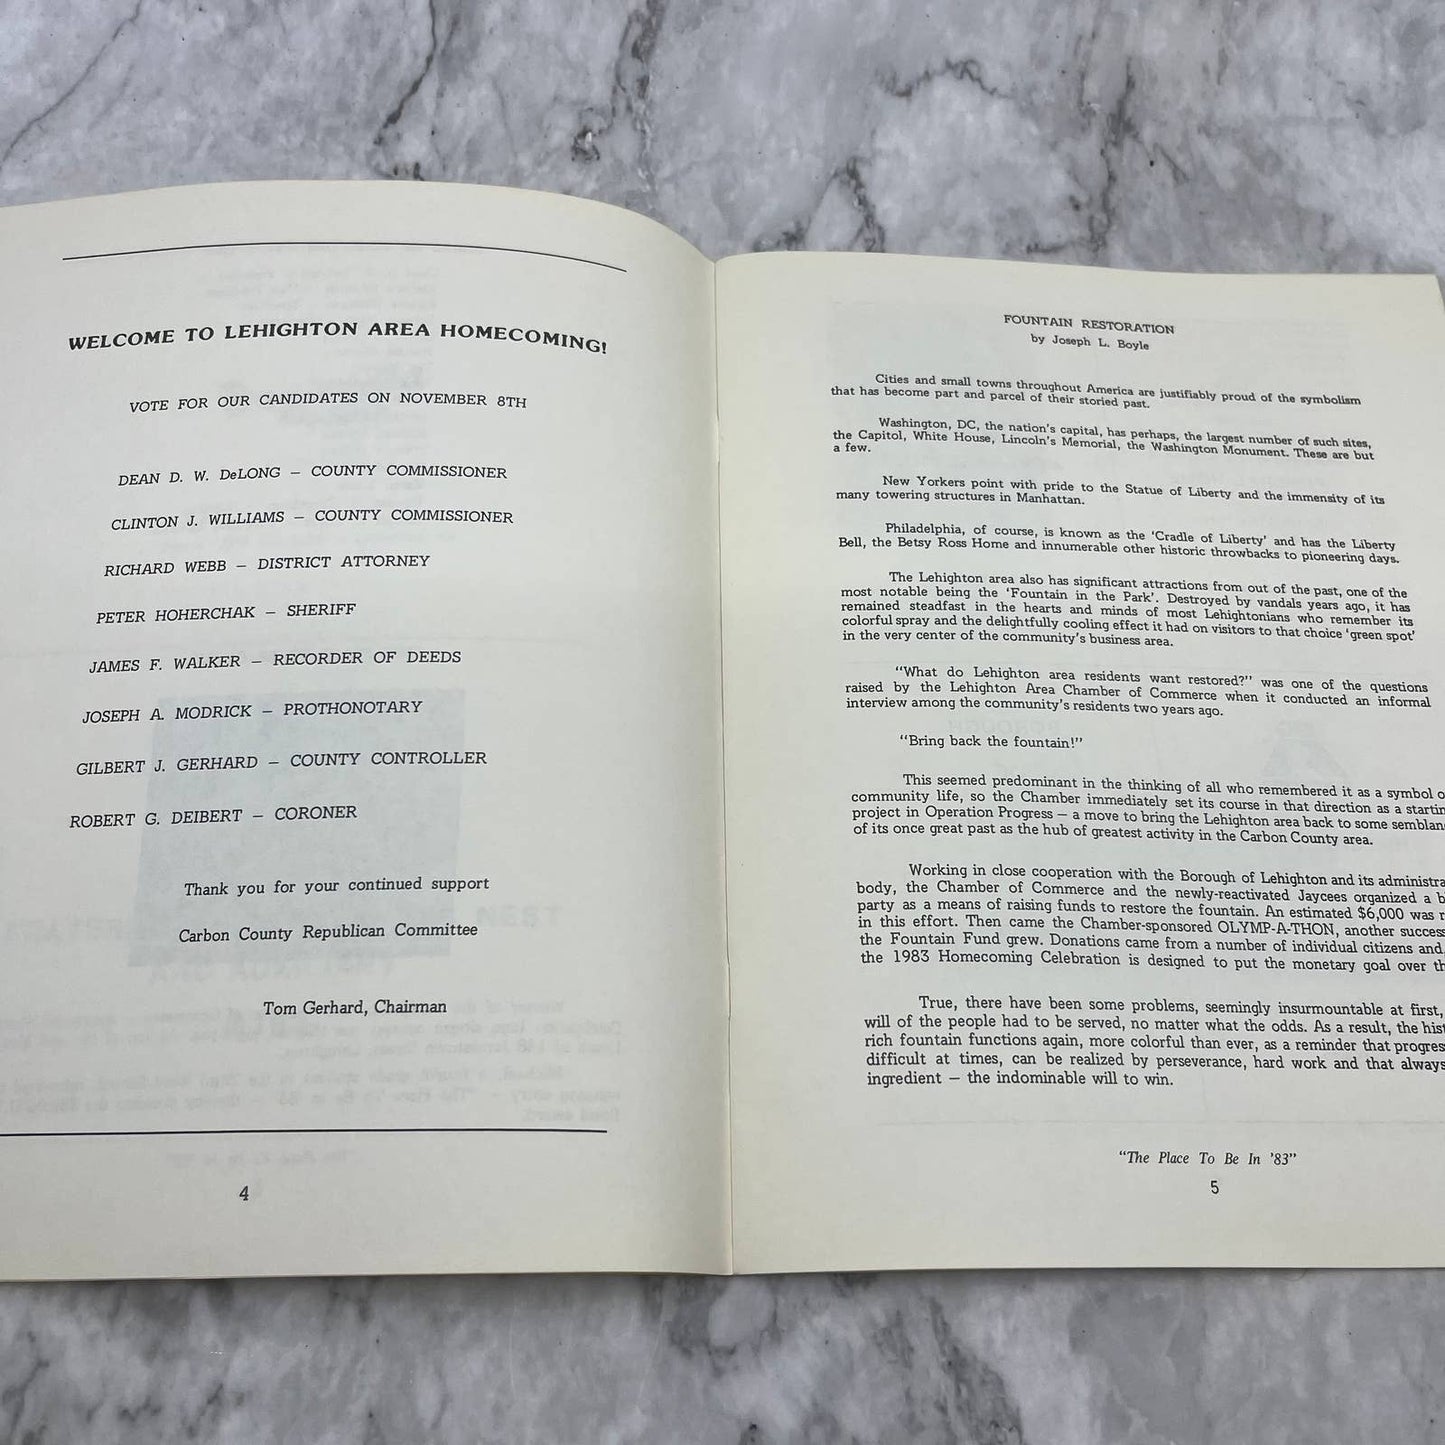 WELCOME TO LEHIGHTON AREA HOMECOMING!
VOTE FOR OUR CANDIDATES ON NOVEMBER 8TH
DEAN D. W. DeLONG – COUNTY COMMISSIONER
CLINTON J. WILLIAMS – COUNTY COMMISSIONER
RICHARD WEBB – DISTRICT ATTORNEY
PETER HOHERCHAK – SHERIFF
JAMES F. WALKER – RECORDER OF DEEDS
JOSEPH A. MODRICK – PROTHONOTARY
GILBERT J. GERHARD – COUNTY CONTROLLER
ROBERT G. DEIBERT – CORONER
Thank you for your continued support
Carbon County Republican Committee
Tom Gerhard, Chairman
4
FOUNTAIN RESTORATION
by Joseph L. Boyle
Cities and small towns throughout America are justifiably proud of the symbolism
that has become part and parcel of their storied past.
Washington, DC, the nation's capital, has perhaps, the largest number of such sites,
the Capitol, White House, Lincoln's Memorial, the Washington Monument. These are but
a few.
New Yorkers point with pride to the Statue of Liberty and the immensity of its
many towering structures in Manhattan.
Philadelphia, of course, is known as the 'Cradle of Liberty' and has the Liberty
Bell, the Betsy Ross Home and innumerable other historic throwbacks to pioneering days.
The Lehighton area also has significant attractions from out of the past, one of the
most notable being the 'Fountain in the Park'. Destroyed by vandals years ago, it has
remained steadfast in the hearts and minds of most Lehightonians who remember its
colorful spray and the delightfully cooling effect it had on visitors to that choice 'green spot'
in the very center of the community's business area.
"What do Lehighton area residents want restored?" was one of the questions
raised by the Lehighton Area Chamber of Commerce when it conducted an informal
interview among the community's residents two years ago.
"Bring back the fountain!"
This seemed predominant in the thinking of all who remembered it as a symbol o
community life, so the Chamber immediately set its course in that direction as a startin
project in Operation Progress – a move to bring the Lehighton area back to some semblan
of its once great past as the hub of greatest activity in the Carbon County area.
Working in close cooperation with the Borough of Lehighton and its administra
body, the Chamber of Commerce and the newly-reactivated Jaycees organized a b
party as a means of raising funds to restore the fountain. An estimated $6,000 was r
in this effort. Then came the Chamber-sponsored OLYMP-A-THON, another success
the Fountain Fund grew. Donations came from a number of individual citizens and
the 1983 Homecoming Celebration is designed to put the monetary goal over th
True, there have been some problems, seemingly insurmountable at first,
will of the people had to be served, no matter what the odds. As a result, the hist
rich fountain functions again, more colorful than ever, as a reminder that progres
difficult at times, can be realized by perseverance, hard work and that always
ingredient – the indominable will to win.
"The Place To Be In '83"
5